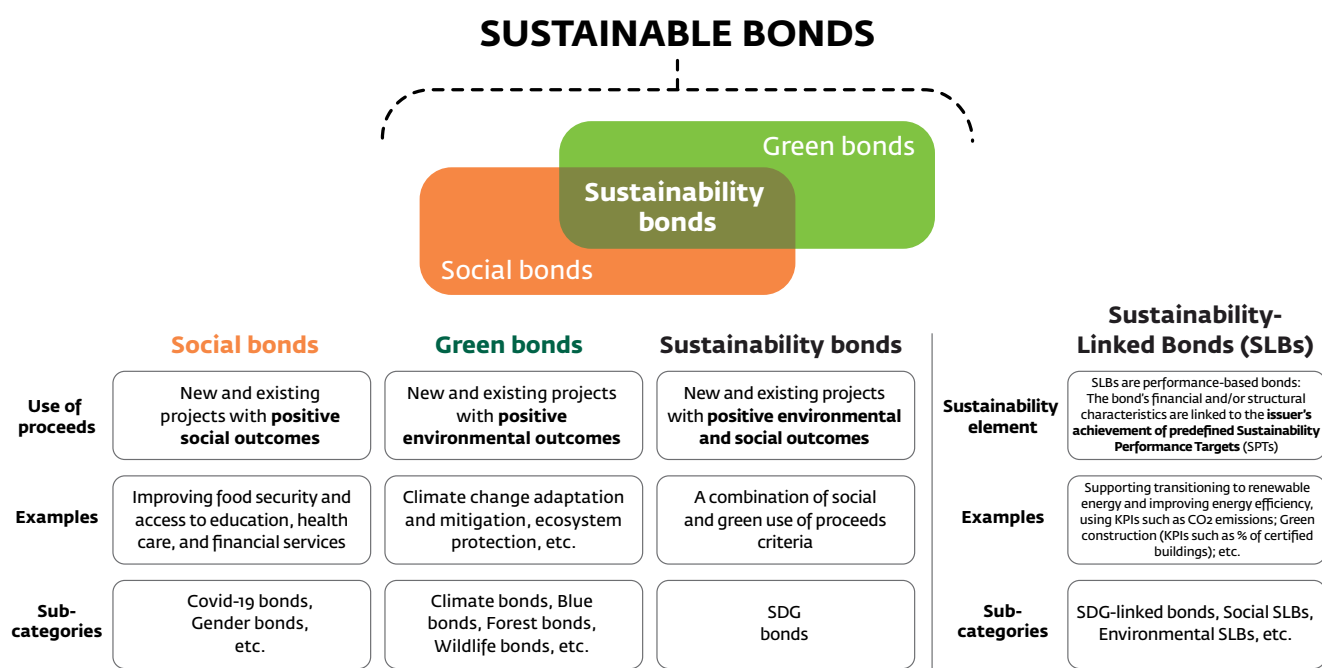 SUSTAINABLE BONDS
Green bonds
Sustainability
bonds
Social bonds
Social bonds
Green bonds
Sustainability bonds
Sustainability-
Linked Bonds (SLBs)
Use of
proceeds
New and existing
projects with positive
social outcomes
New and existing projects
with positive
environmental outcomes
New and existing projects
with positive environmental
and social outcomes
Sustainability
element
SLBs are performance-based bonds:
The bond's financial and/or structural
characteristics are linked to the issuer's
achievement of predefined Sustainability
Performance Targets (SPTs)
Examples
Improving food security and
access to education, health
care, and financial services
Climate change adaptation
and mitigation, ecosystem
protection, etc.
A combination of social
and green use of proceeds
criteria
Examples
Supporting transitioning to renewable
energy and improving energy efficiency,
using KPIs such as CO2 emissions; Green
construction (KPIs such as % of certified
buildings); etc.
Sub-
categories
Covid-19 bonds,
Gender bonds,
etc.
Climate bonds, Blue
bonds, Forest bonds,
Wildlife bonds, etc.
SDG
bonds
Sub-
categories
SDG-linked bonds, Social SLBs,
Environmental SLBs, etc.